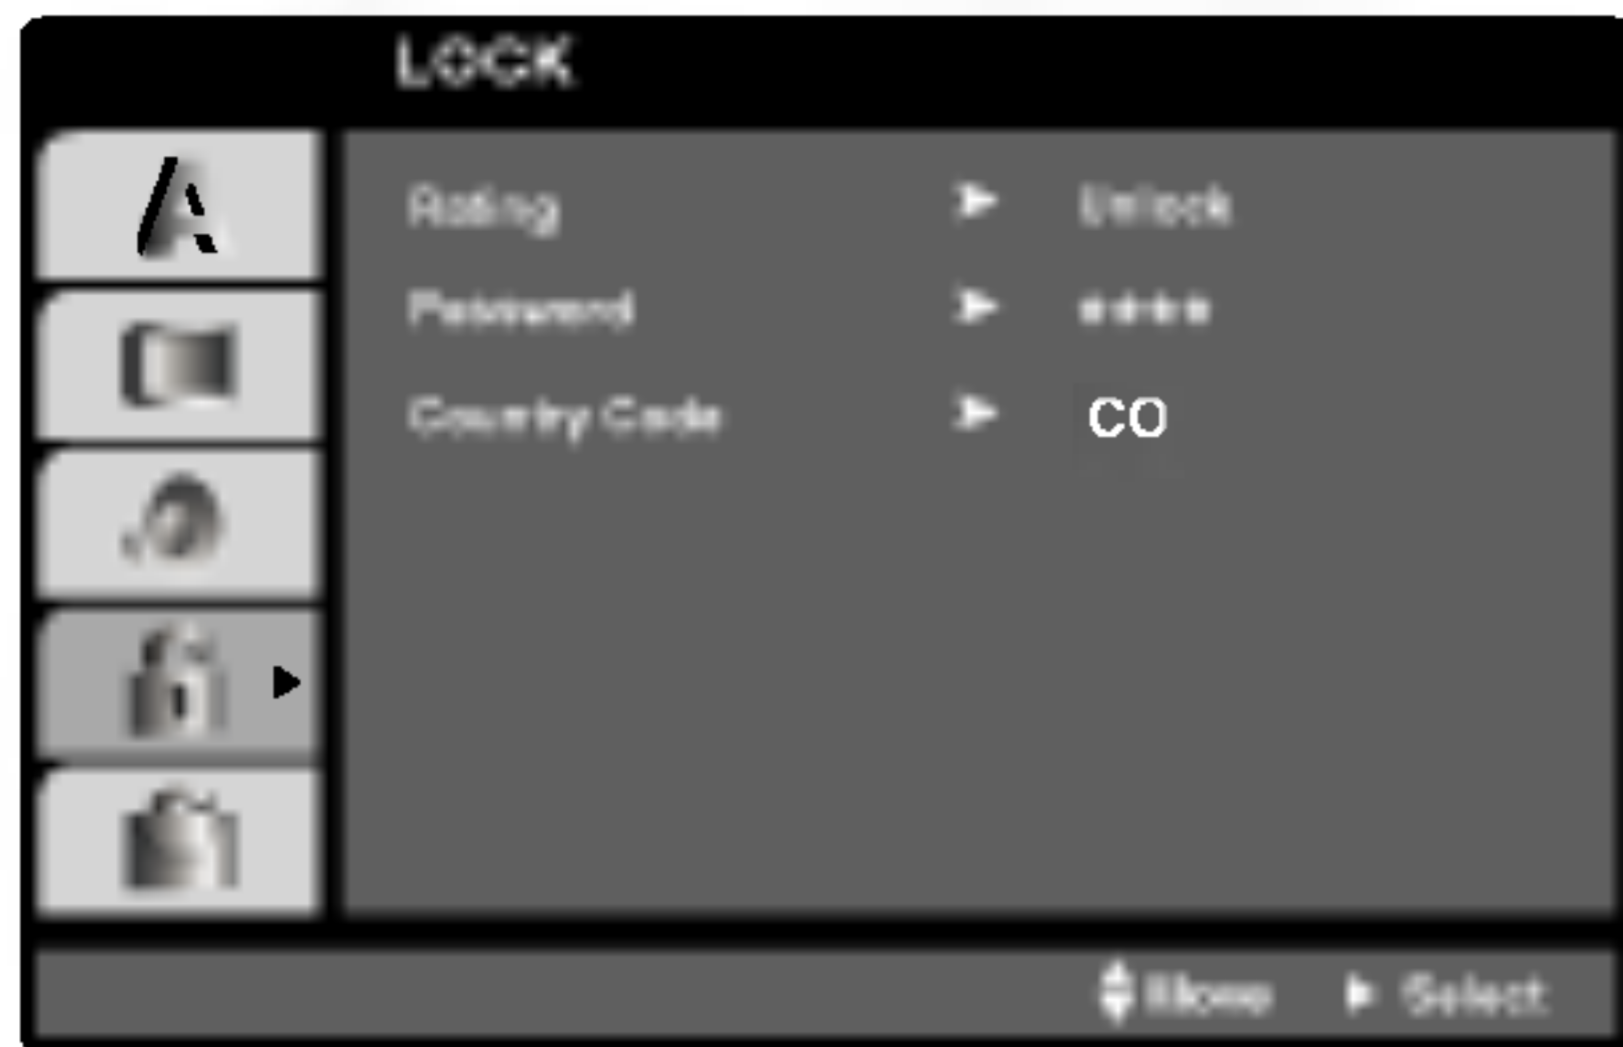 LOCK
A
Rating Unlock
Password ****
Country Code CO
Move Select